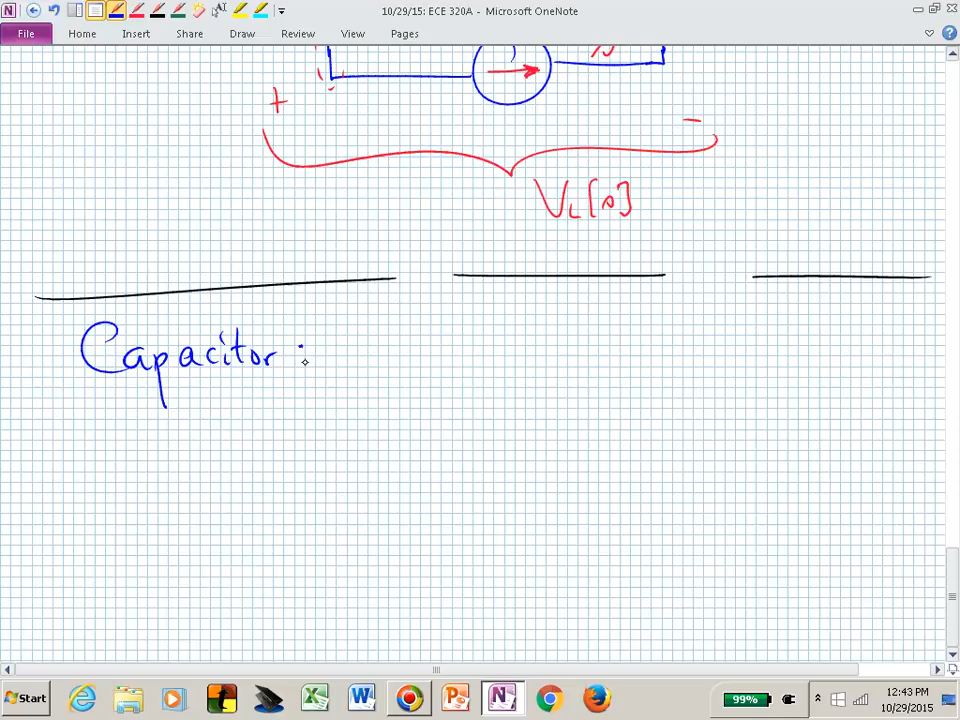 10/29/15: ECE 320A - Microsoft OneNote
File Home Insert Share Draw Review View Pages
+
−
V_L[s]
Capacitor :
Start
99%
12:43 PM
10/29/2015